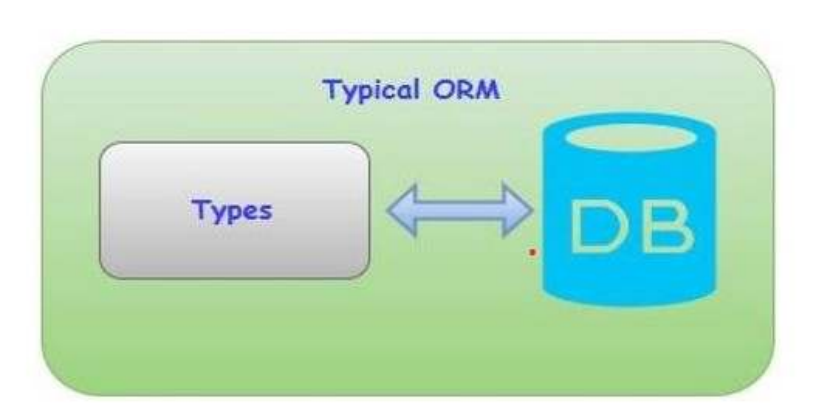 Typical ORM
Types
DB